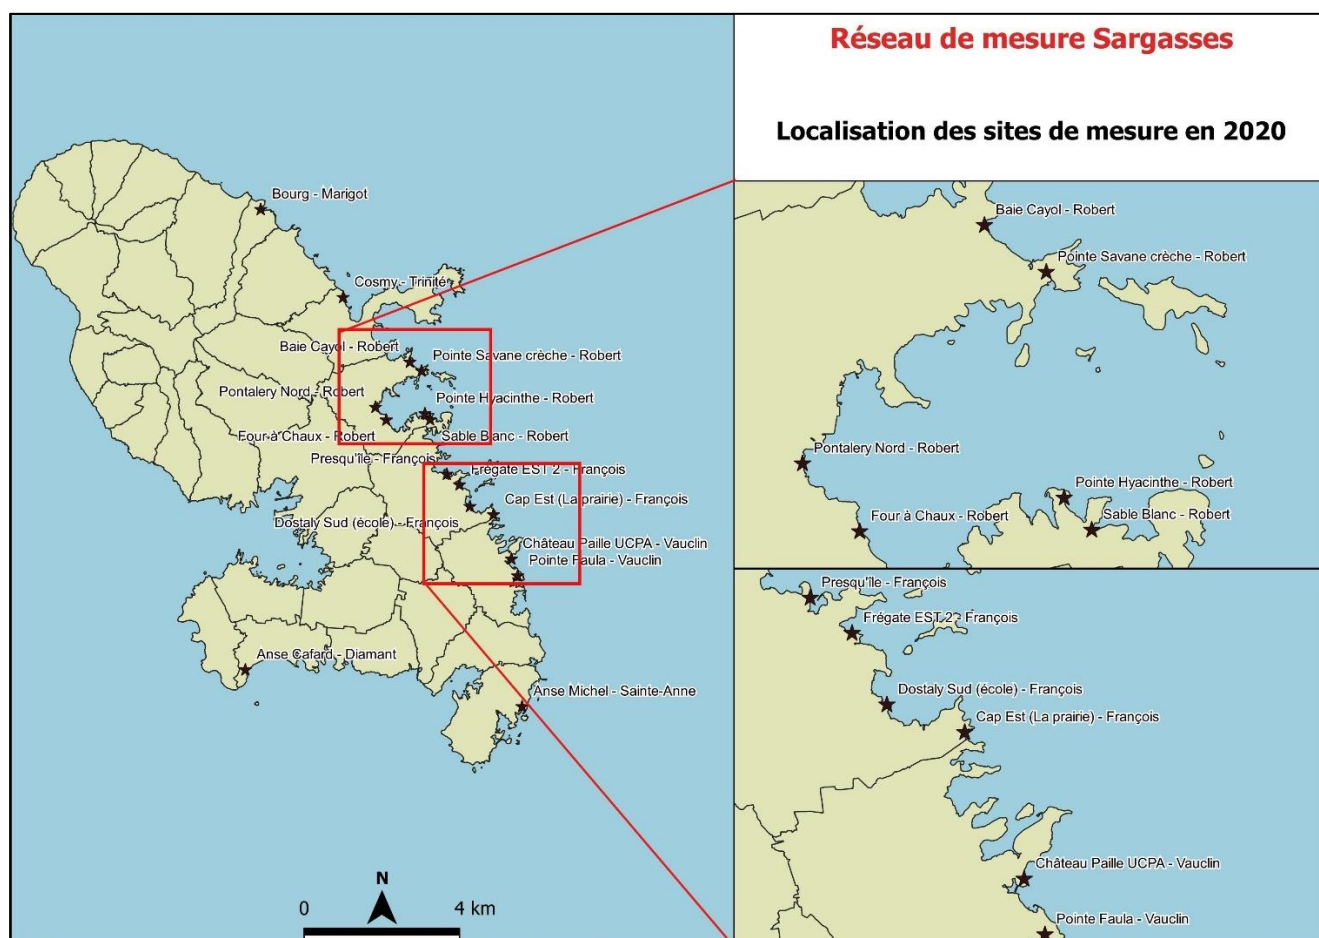 Réseau de mesure Sargasses
Localisation des sites de mesure en 2020
Bourg - Marigot
Cosmy - Trinité
Baie Cayol - Robert
Pointe Savane crèche - Robert
Pontalery Nord - Robert
Pointe Hyacinthe - Robert
Four à Chaux - Robert
Sable Blanc - Robert
Presqu'île - François
Frégate EST 2 - François
Cap Est (La prairie) - François
Dostaly Sud (école) - François
Château Paille UCPA - Vauclin
Pointe Faula - Vauclin
Anse Cafard - Diamant
Anse Michel - Sainte-Anne
N
0 4 km
Baie Cayol - Robert
Pointe Savane crèche - Robert
Pontalery Nord - Robert
Pointe Hyacinthe - Robert
Four à Chaux - Robert
Sable Blanc - Robert
Presqu'île - François
Frégate EST 2 - François
Dostaly Sud (école) - François
Cap Est (La prairie) - François
Château Paille UCPA - Vauclin
Pointe Faula - Vauclin